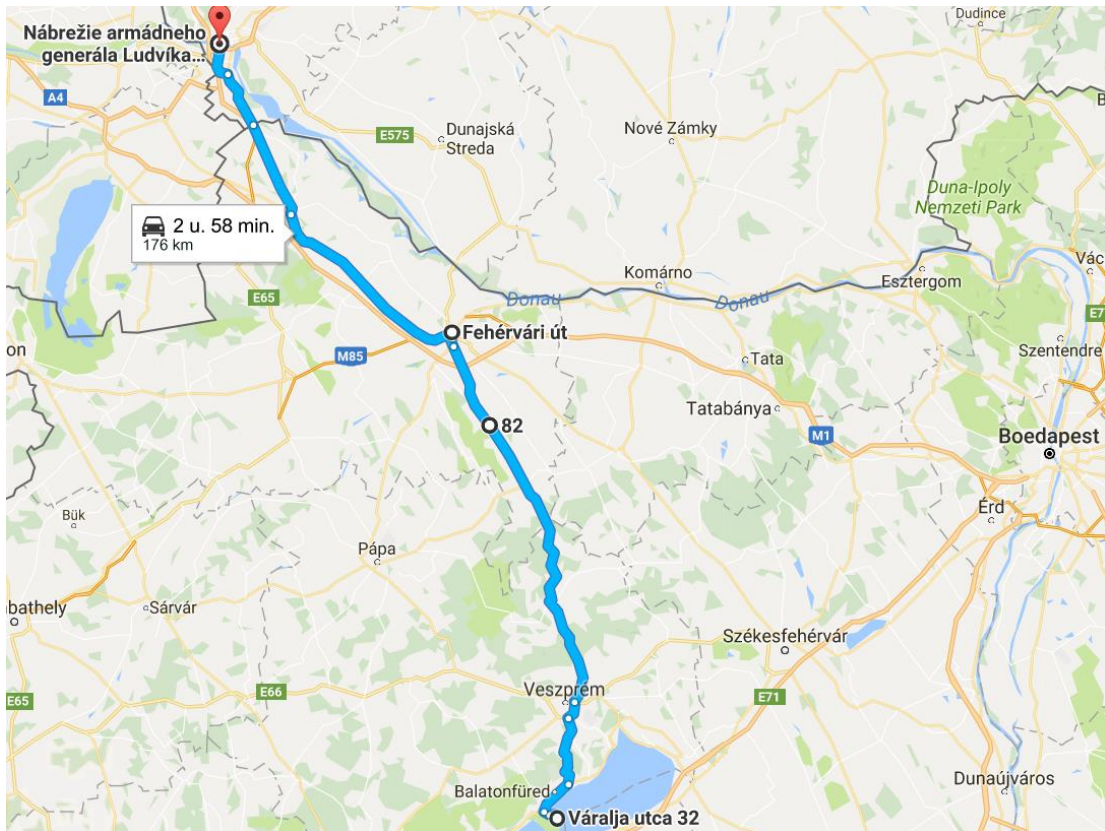 Nábrežie armádneho
generála Ludvíka...
Dudince
A4
E575
Dunajská
Streda
Nové Zámky
Duna-Ipoly
Nemzeti Park
2 u. 58 min.
176 km
Komárno
Esztergom
Vác
Donau
Donau
E65
E7
Fehérvári út
Szentendre
on
M85
Tata
Tatabánya
M1
Boedapest
82
Érd
Bük
Pápa
bathely
Sárvár
Székesfehérvár
E65
E66
Veszprém
E71
Balatonfüred
Dunaújváros
Váralja utca 32